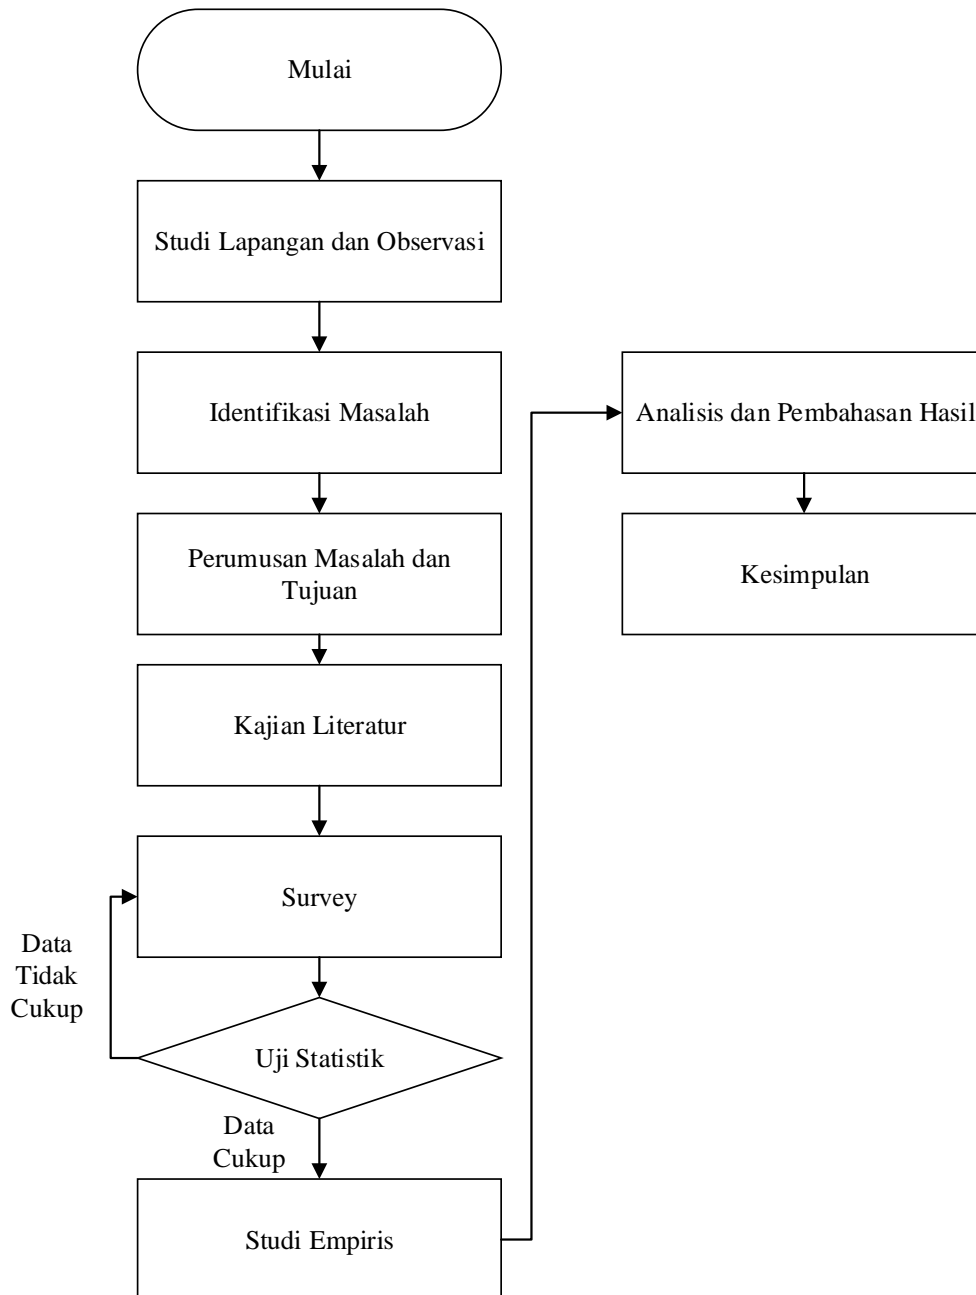 Mulai
Studi Lapangan dan Observasi
Identifikasi Masalah
Perumusan Masalah dan
Tujuan
Kajian Literatur
Survey
Data
Tidak
Cukup
Uji Statistik
Data
Cukup
Studi Empiris
Analisis dan Pembahasan Hasil
Kesimpulan